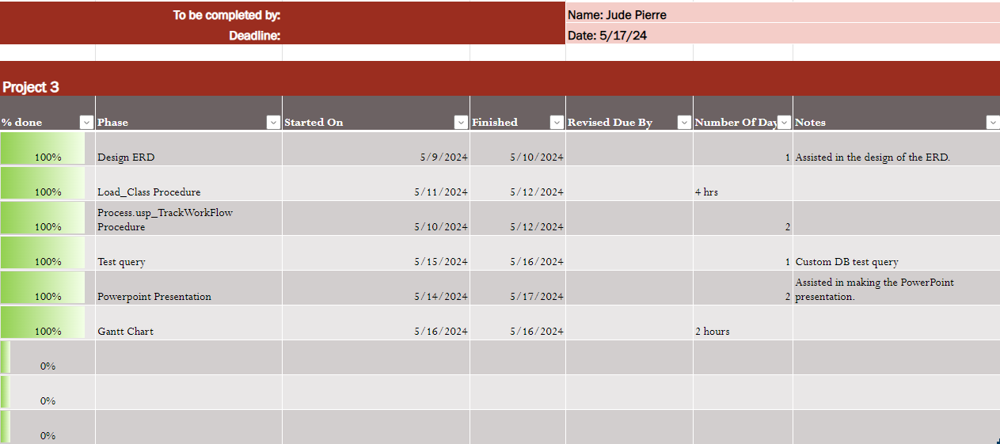 To be completed by: Name: Jude Pierre
Deadline: Date: 5/17/24
Project 3
% done Phase Started On Finished Revised Due By Number Of Day Notes
100% Design ERD 5/9/2024 5/10/2024 1 Assisted in the design of the ERD.
100% Load_Class Procedure 5/11/2024 5/12/2024 4 hrs
Process.usp_TrackWorkFlow
100% Procedure 5/10/2024 5/12/2024 2
100% Test query 5/15/2024 5/16/2024 1 Custom DB test query
Assisted in making the PowerPoint
100% Powerpoint Presentation 5/14/2024 5/17/2024 2 presentation.
100% Gantt Chart 5/16/2024 5/16/2024 2 hours
0%
0%
0%